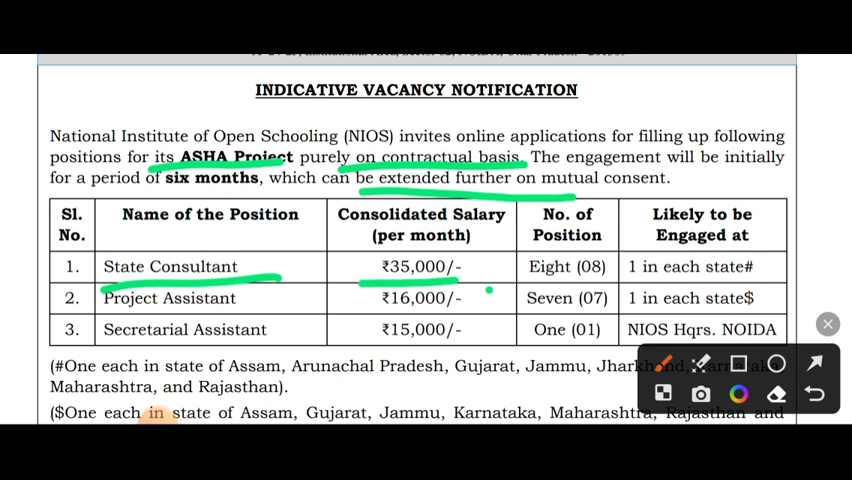 INDICATIVE VACANCY NOTIFICATION
National Institute of Open Schooling (NIOS) invites online applications for filling up following
positions for its ASHA Project purely on contractual basis. The engagement will be initially
for a period of six months, which can be extended further on mutual consent.
Sl. No. Name of the Position Consolidated Salary (per month) No. of Position Likely to be Engaged at
1. State Consultant ₹35,000/- Eight (08) 1 in each state#
2. Project Assistant ₹16,000/- Seven (07) 1 in each state$
3. Secretarial Assistant ₹15,000/- One (01) NIOS Hqrs. NOIDA
(#One each in state of Assam, Arunachal Pradesh, Gujarat, Jammu, Jharkhand, Karnataka,
Maharashtra, and Rajasthan).
($One each in state of Assam, Gujarat, Jammu, Karnataka, Maharashtra, Rajasthan and